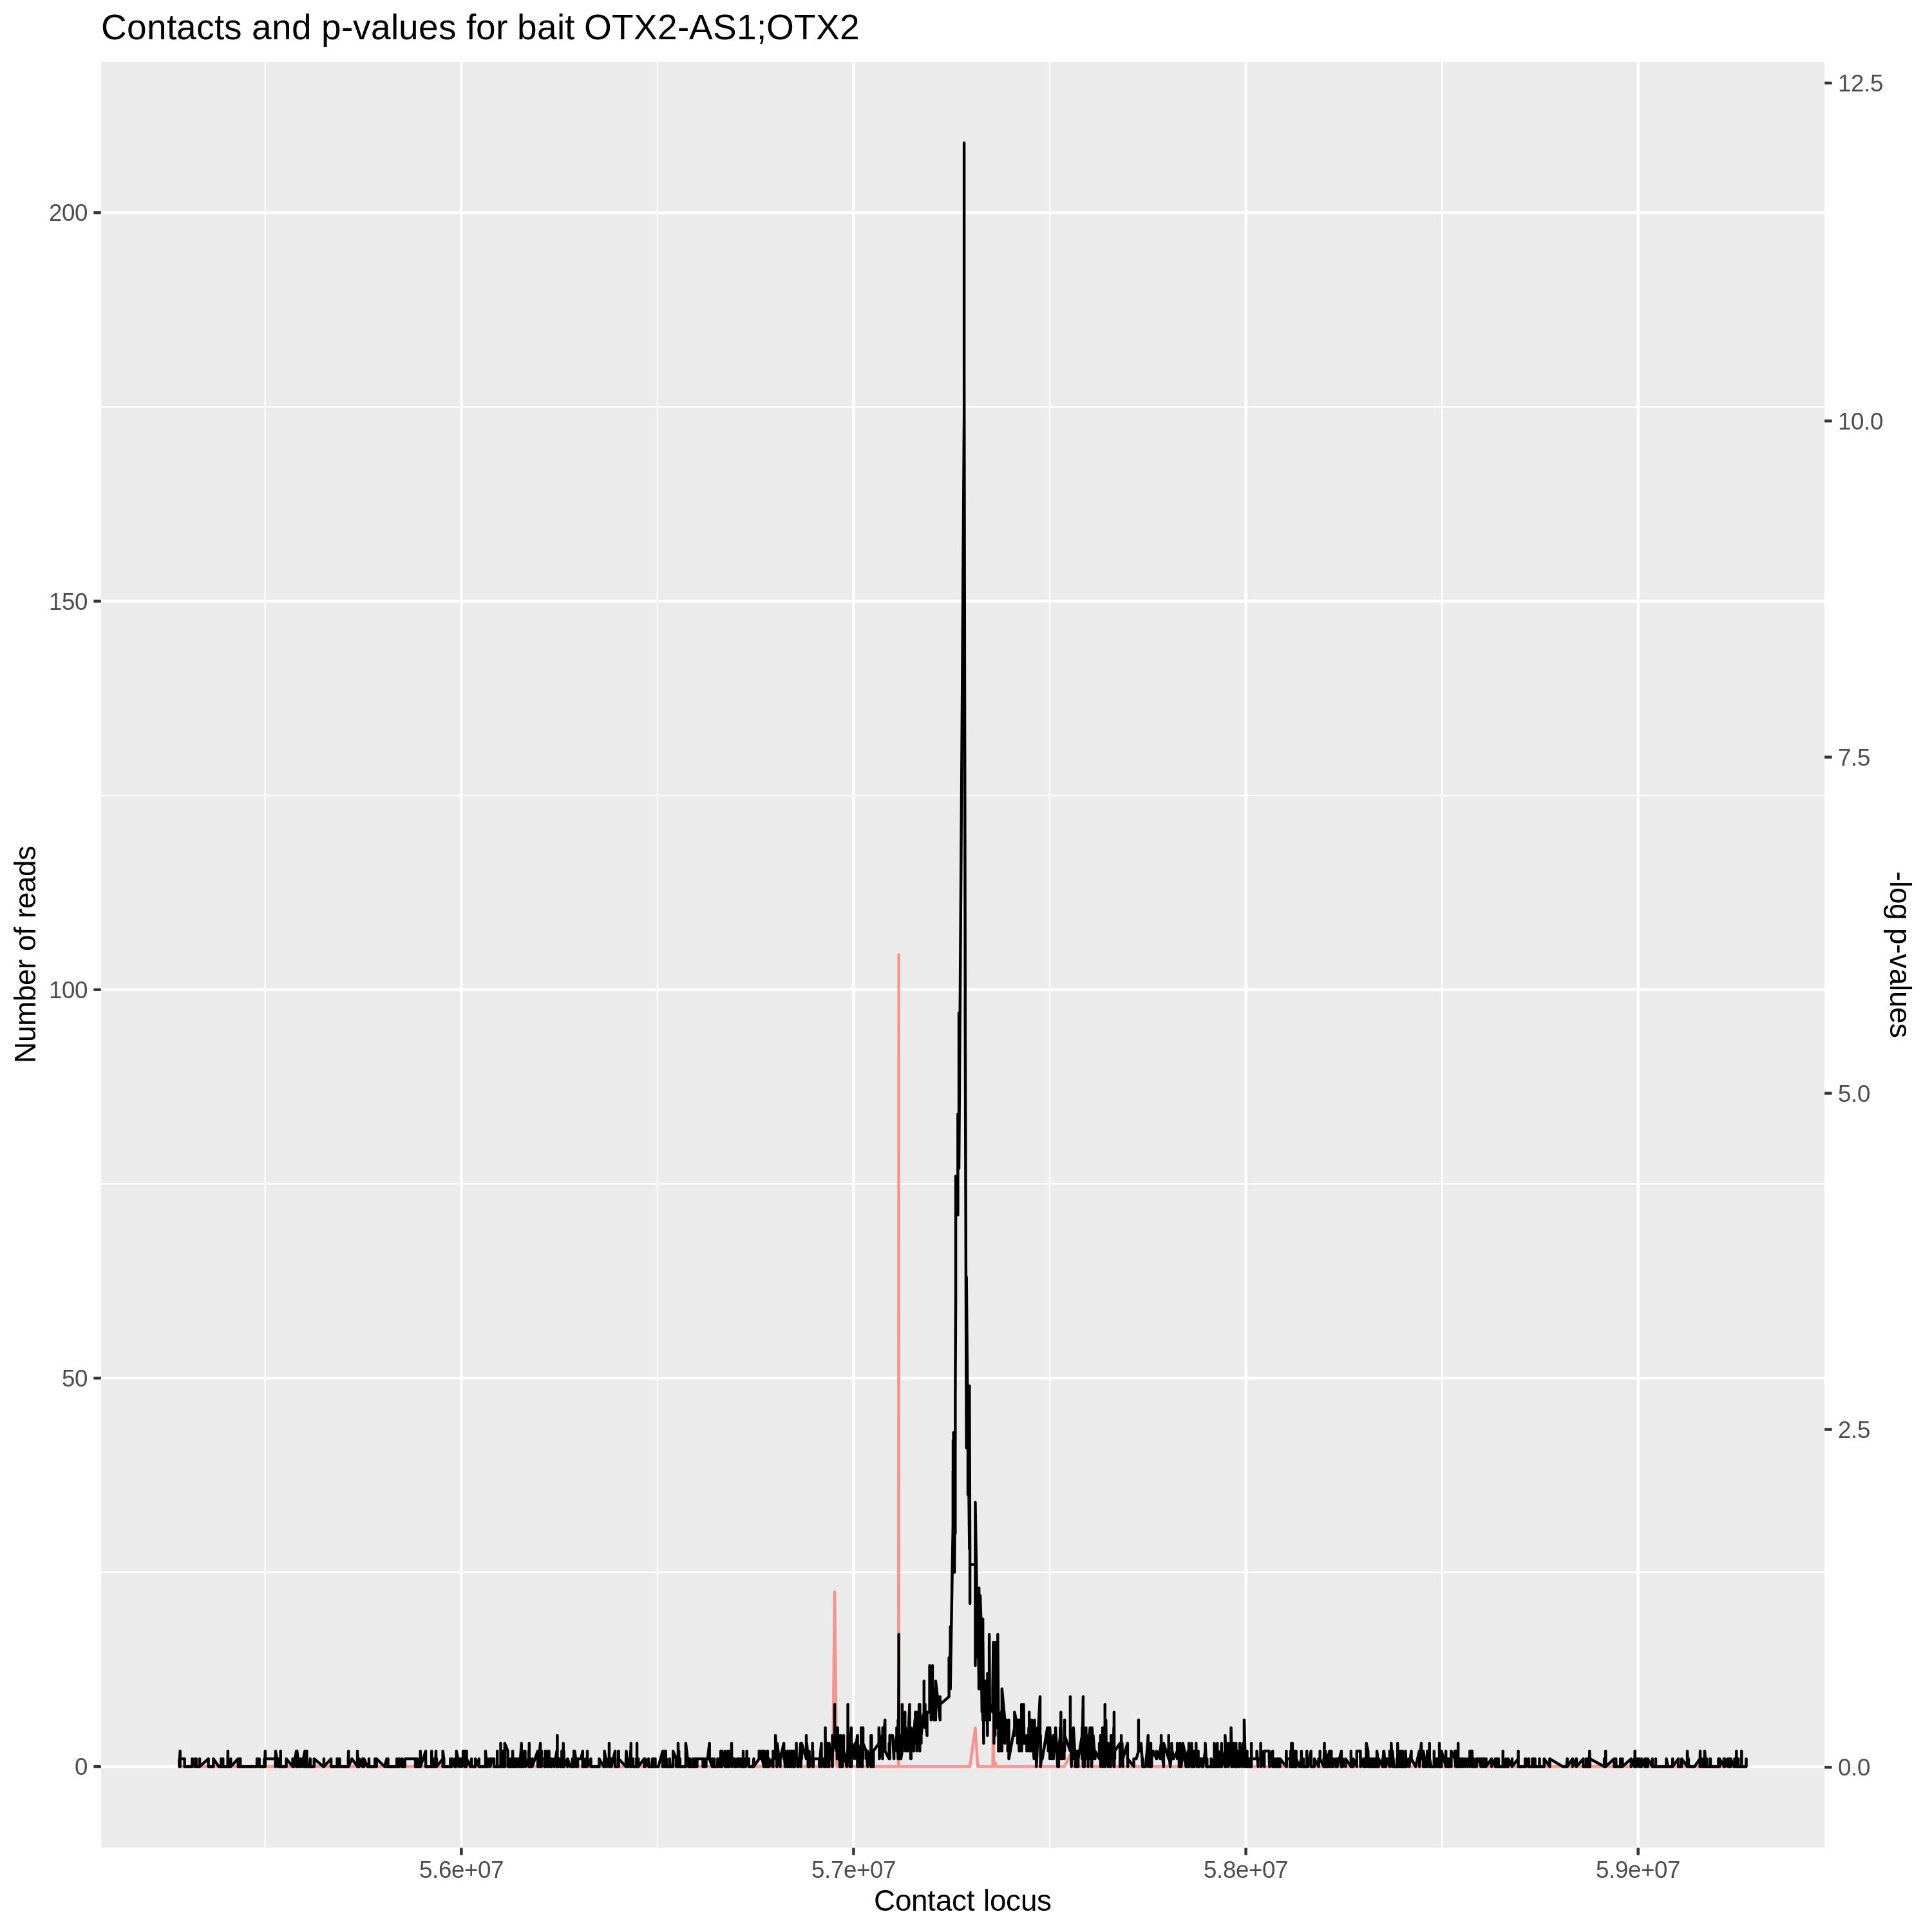 Contacts and p-values for bait OTX2-AS1;OTX2
Number of reads
200
150
100
50
0
12.5
10.0
7.5
5.0
2.5
0.0
-log p-values
5.6e+07
5.7e+07
5.8e+07
5.9e+07
Contact locus